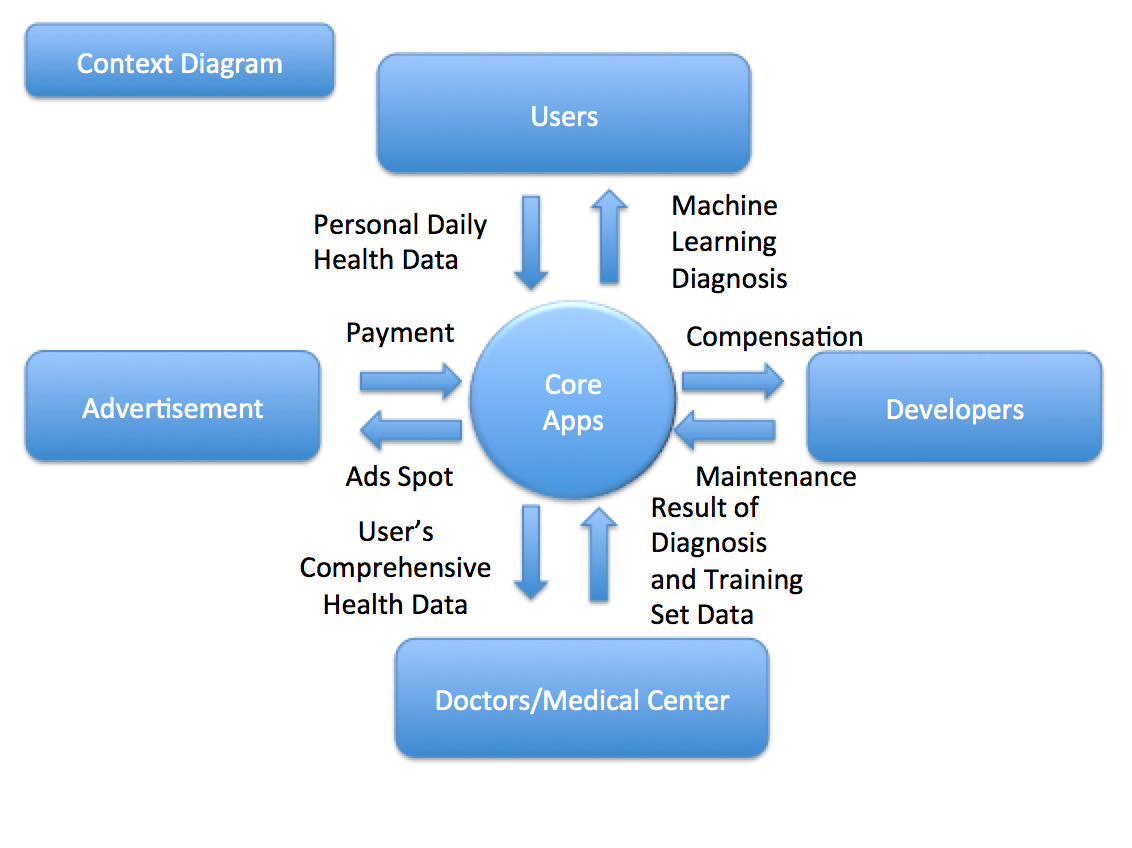 Context Diagram
Users
Personal Daily
Health Data
Machine
Learning
Diagnosis
Payment
Compensation
Advertisement
Core
Apps
Developers
Ads Spot
Maintenance
User’s
Comprehensive
Health Data
Result of
Diagnosis
and Training
Set Data
Doctors/Medical Center